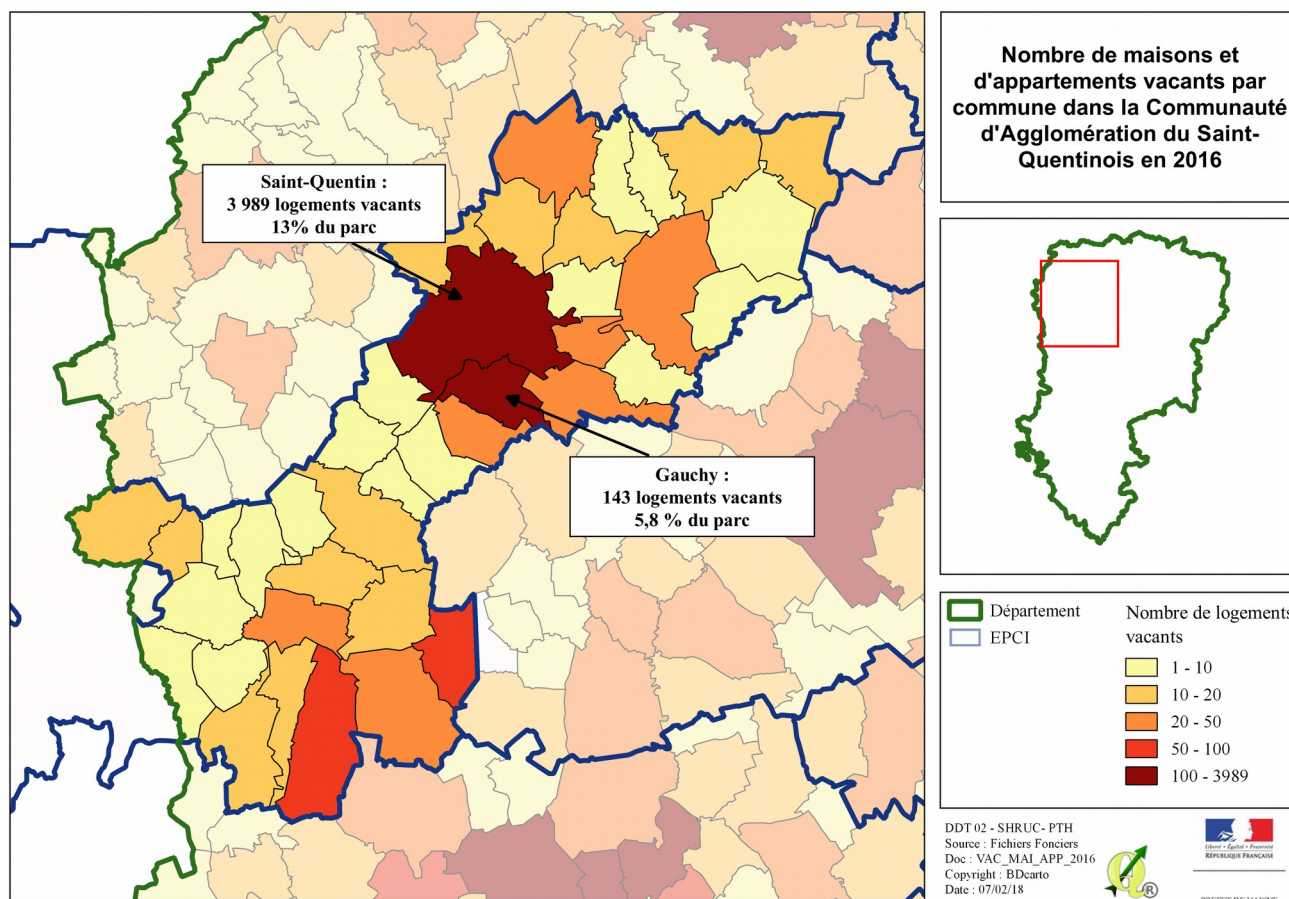 Nombre de maisons et
d'appartements vacants par
commune dans la Communauté
d'Agglomération du Saint-
Quentinois en 2016
Saint-Quentin :
3 989 logements vacants
13% du parc
Gauchy :
143 logements vacants
5,8 % du parc
Département
EPCI
Nombre de logements
vacants
1 - 10
10 - 20
20 - 50
50 - 100
100 - 3989
DDT 02 - SHRUC- PTH
Source : Fichiers Fonciers
Doc : VAC_MAI_APP_2016
Copyright : BDcarto
Date : 07/02/18
Liberté • Égalité • Fraternité
RÉPUBLIQUE FRANÇAISE